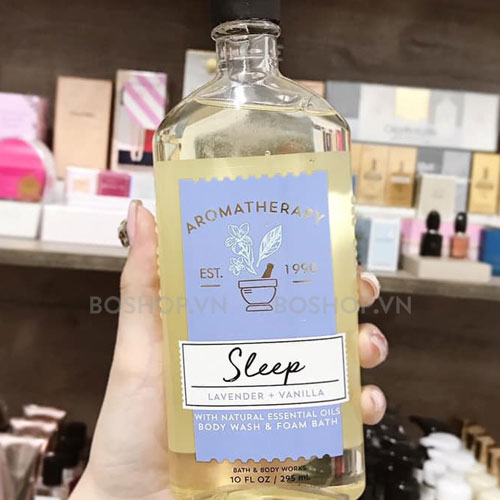 AROMATHERAPY
EST. 1990
BOSHOP.VN BOSHOP.VN
Sleep
LAVENDER + VANILLA
WITH NATURAL ESSENTIAL OILS
BODY WASH & FOAM BATH
BATH & BODY WORKS
10 FL OZ / 295 mL